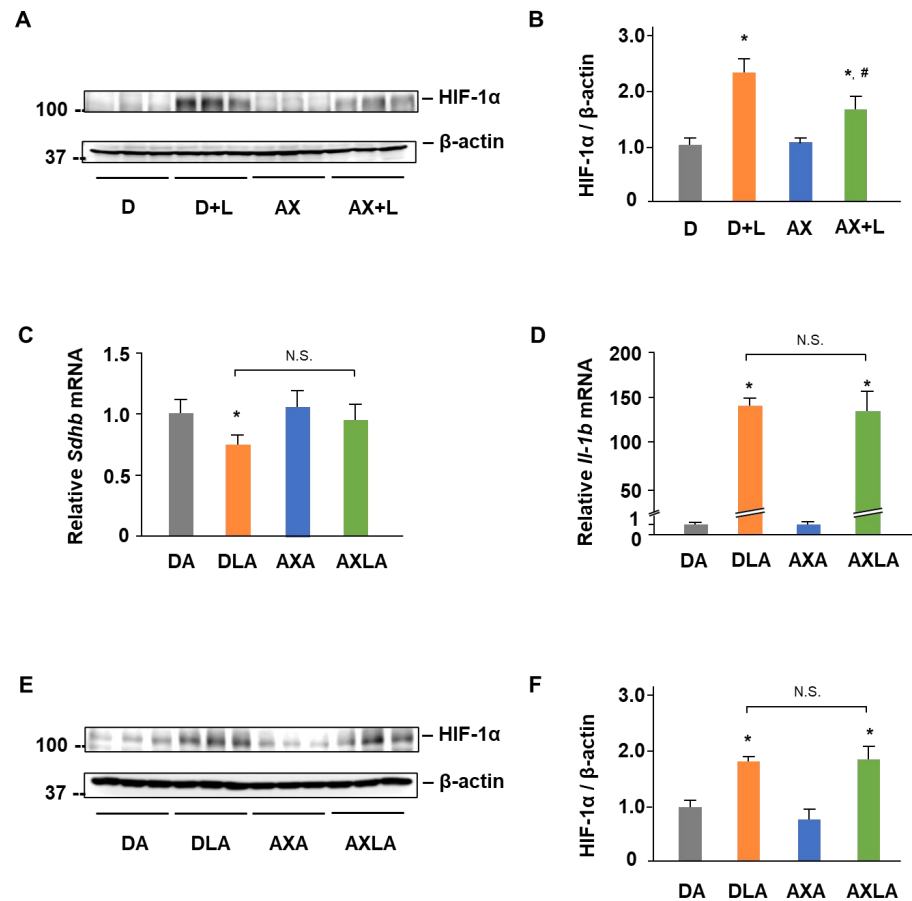 A
HIF-1α
100
β-actin
37
D D+L AX AX+L
B
HIF-1α / β-actin
3.0
2.0
1.0
0
*
*, #
D D+L AX AX+L
C
Relative Sdhb mRNA
1.5
1.0
0.5
0
N.S.
*
DA DLA AXA AXLA
D
Relative Il-1b mRNA
200
150
100
50
1
0
N.S.
* *
DA DLA AXA AXLA
E
HIF-1α
100
β-actin
37
DA DLA AXA AXLA
F
HIF-1α / β-actin
3.0
2.0
1.0
0
N.S.
* *
DA DLA AXA AXLA